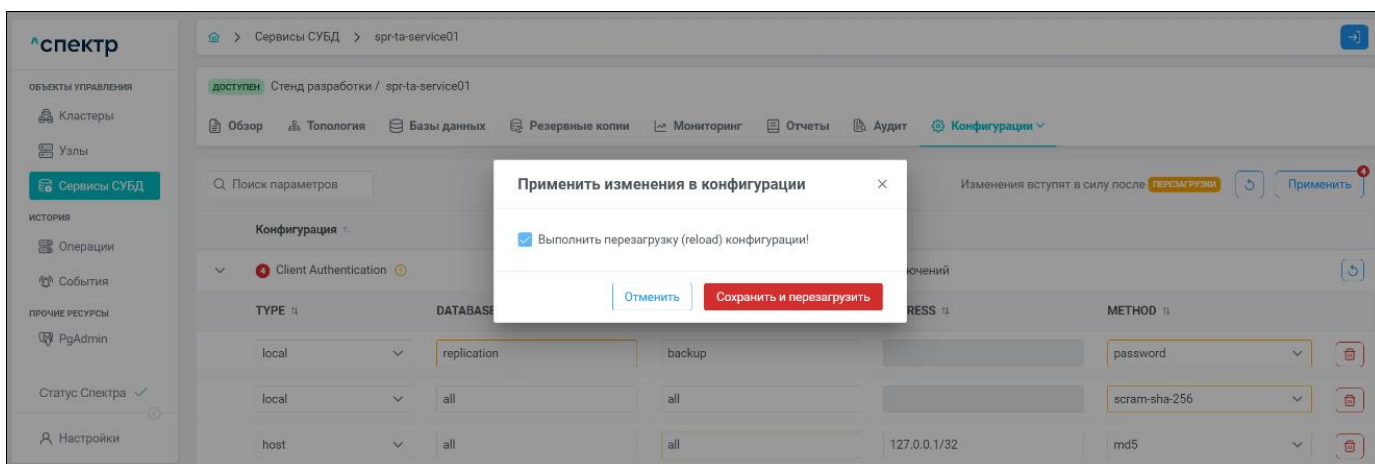 ^спектр
Сервисы СУБД > spr-ta-service01
ОБЪЕКТЫ УПРАВЛЕНИЯ
Кластеры
Узлы
Сервисы СУБД
ИСТОРИЯ
Операции
События
ПРОЧИЕ РЕСУРСЫ
PgAdmin
Статус Спектра
Настройки
ДОСТУПЕН Стенд разработки / spr-ta-service01
Обзор Топология Базы данных Резервные копии Мониторинг Отчеты Аудит Конфигурации
Поиск параметров
Изменения вступят в силу после ПЕРЕЗАГРУЗКИ Применить 4
Применить изменения в конфигурации
Выполнить перезагрузку (reload) конфигурации!
Отменить Сохранить и перезагрузить
Конфигурация
4 Client Authentication ючений
TYPE DATABASE RESS METHOD
local replication backup password
local all all scram-sha-256
host all all 127.0.0.1/32 md5